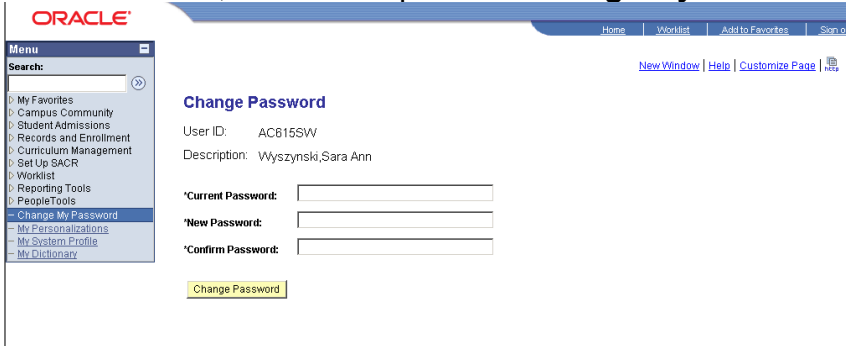 ORACLE'
Home Worklist Add to Favorites Sign o
Menu
Search:
New Window | Help | Customize Page | http
My Favorites
Campus Community
Student Admissions
Records and Enrollment
Curriculum Management
Set Up SACR
Worklist
Reporting Tools
PeopleTools
– Change My Password
– My Personalizations
– My System Profile
– My Dictionary
Change Password
User ID: AC615SW
Description: Wyszynski,Sara Ann
*Current Password:
*New Password:
*Confirm Password:
Change Password